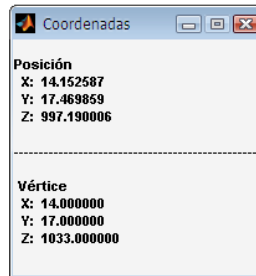 Coordenadas
Posición
X: 14.152587
Y: 17.469859
Z: 997.190006
Vértice
X: 14.000000
Y: 17.000000
Z: 1033.000000